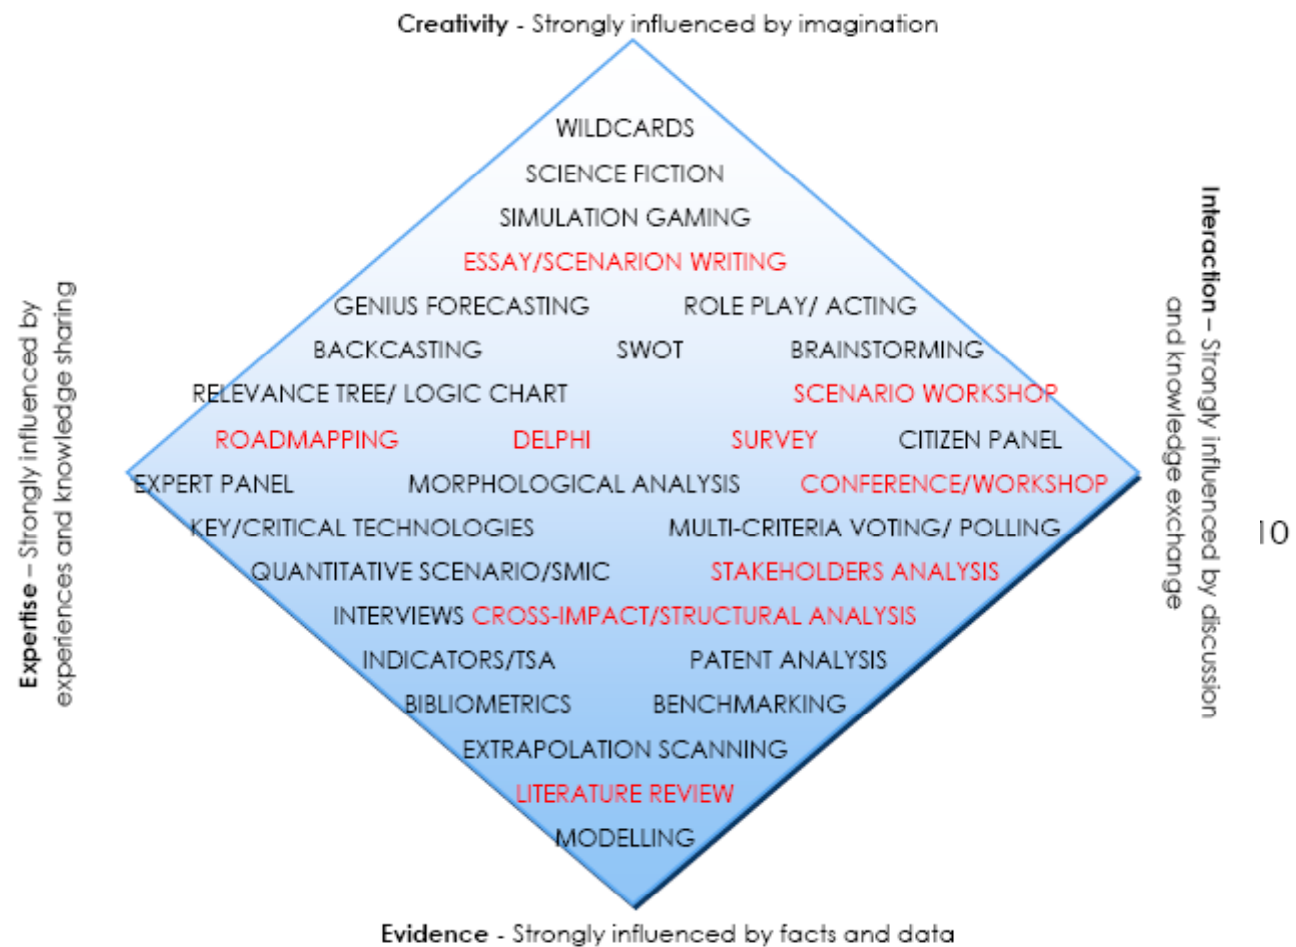 Creativity - Strongly influenced by imagination
WILDCARDS
SCIENCE FICTION
SIMULATION GAMING
ESSAY/SCENARION WRITING
GENIUS FORECASTING ROLE PLAY/ ACTING
BACKCASTING SWOT BRAINSTORMING
RELEVANCE TREE/ LOGIC CHART SCENARIO WORKSHOP
ROADMAPPING DELPHI SURVEY CITIZEN PANEL
EXPERT PANEL MORPHOLOGICAL ANALYSIS CONFERENCE/WORKSHOP
KEY/CRITICAL TECHNOLOGIES MULTI-CRITERIA VOTING/ POLLING
QUANTITATIVE SCENARIO/SMIC STAKEHOLDERS ANALYSIS
INTERVIEWS CROSS-IMPACT/STRUCTURAL ANALYSIS
INDICATORS/TSA PATENT ANALYSIS
BIBLIOMETRICS BENCHMARKING
EXTRAPOLATION SCANNING
LITERATURE REVIEW
MODELLING
Evidence - Strongly influenced by facts and data
Expertise – Strongly influenced by
experiences and knowledge sharing
Interaction – Strongly influenced by discussion
and knowledge exchange
10